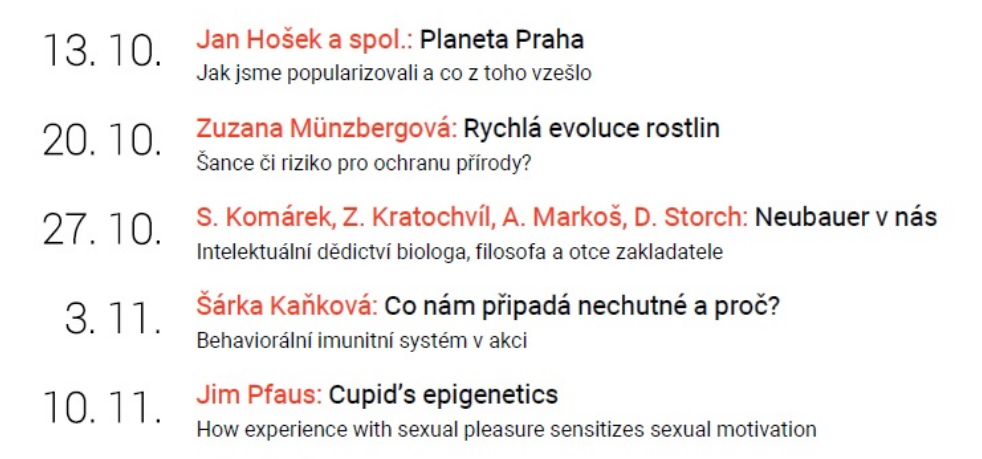 13. 10.
Jan Hošek a spol.: Planeta Praha
Jak jsme popularizovali a co z toho vzešlo
20. 10.
Zuzana Münzbergová: Rychlá evoluce rostlin
Šance či riziko pro ochranu přírody?
27. 10.
S. Komárek, Z. Kratochvíl, A. Markoš, D. Storch: Neubauer v nás
Intelektuální dědictví biologa, filosofa a otce zakladatele
3. 11.
Šárka Kaňková: Co nám připadá nechutné a proč?
Behaviorální imunitní systém v akci
10. 11.
Jim Pfaus: Cupid’s epigenetics
How experience with sexual pleasure sensitizes sexual motivation